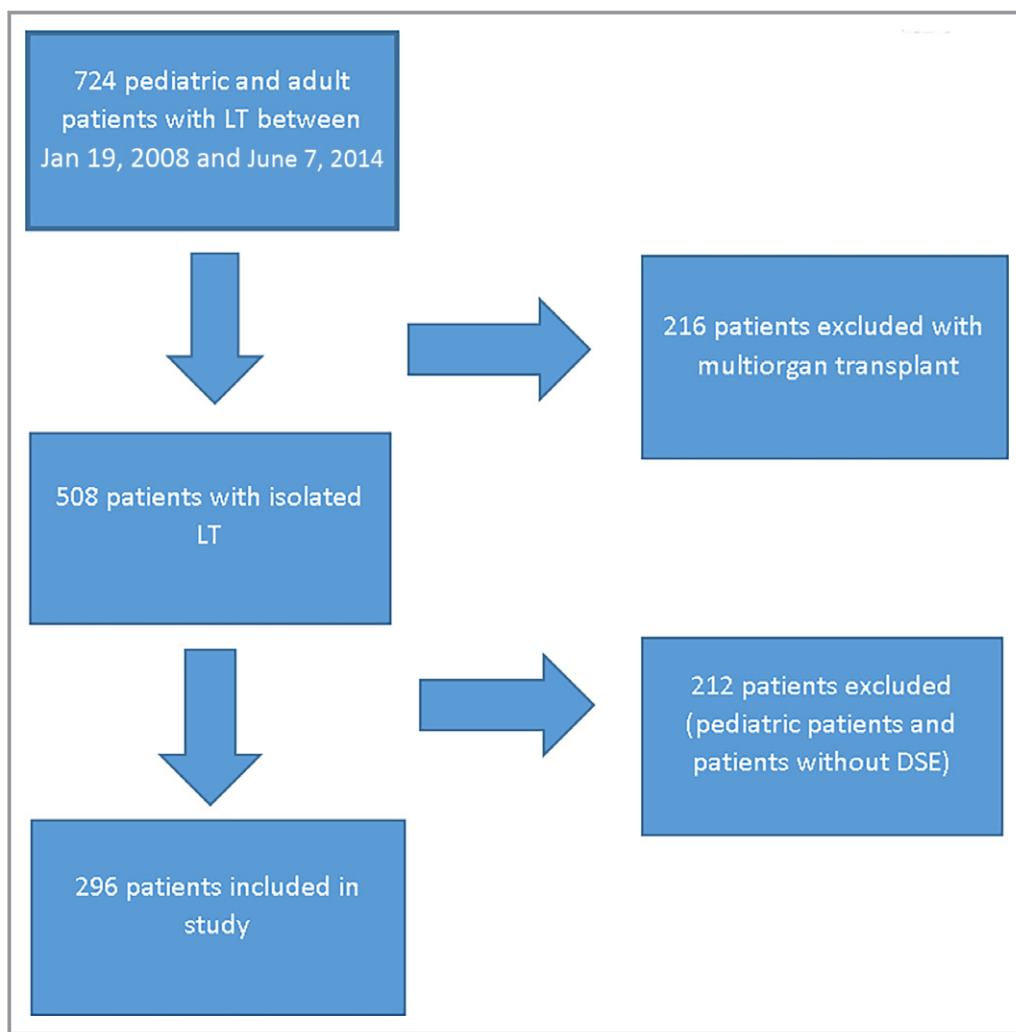 724 pediatric and adult
patients with LT between
Jan 19, 2008 and June 7, 2014
216 patients excluded with
multiorgan transplant
508 patients with isolated
LT
212 patients excluded
(pediatric patients and
patients without DSE)
296 patients included in
study